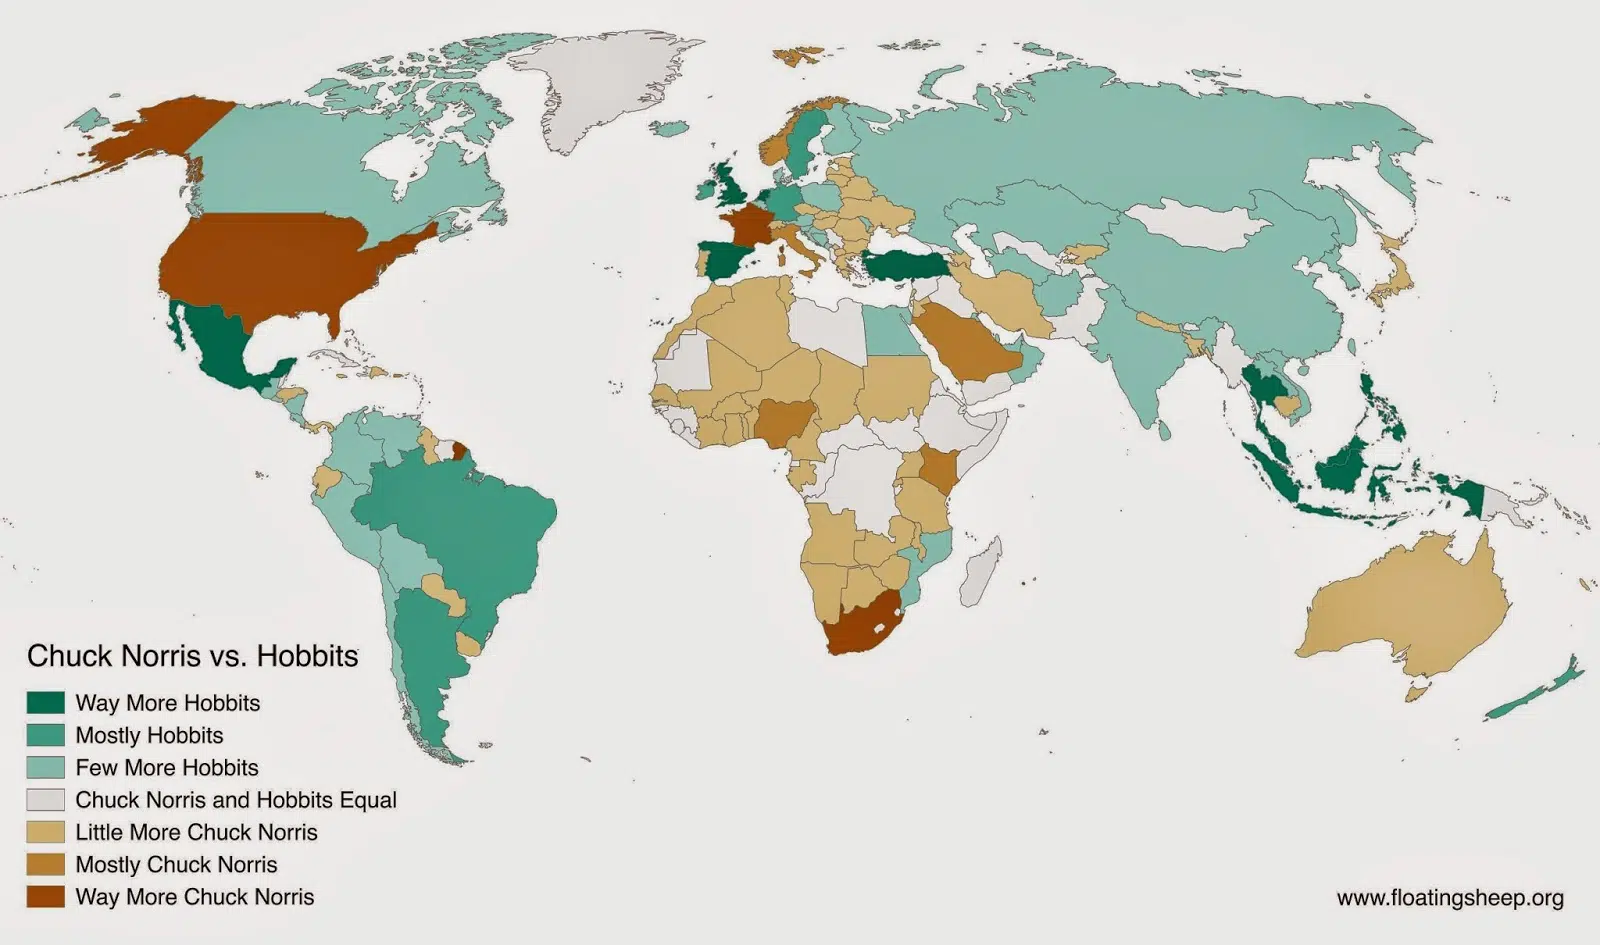 Chuck Norris vs. Hobbits
Way More Hobbits
Mostly Hobbits
Few More Hobbits
Chuck Norris and Hobbits Equal
Little More Chuck Norris
Mostly Chuck Norris
Way More Chuck Norris
www.floatingsheep.org